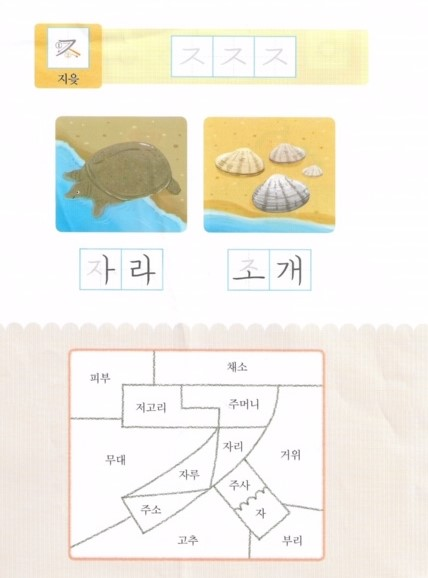 ㅈ
지읒
ㅈ ㅈ ㅈ
자라
조개
피부
채소
저고리
주머니
무대
자리
거위
자루
주사
주소
자
고추
부리